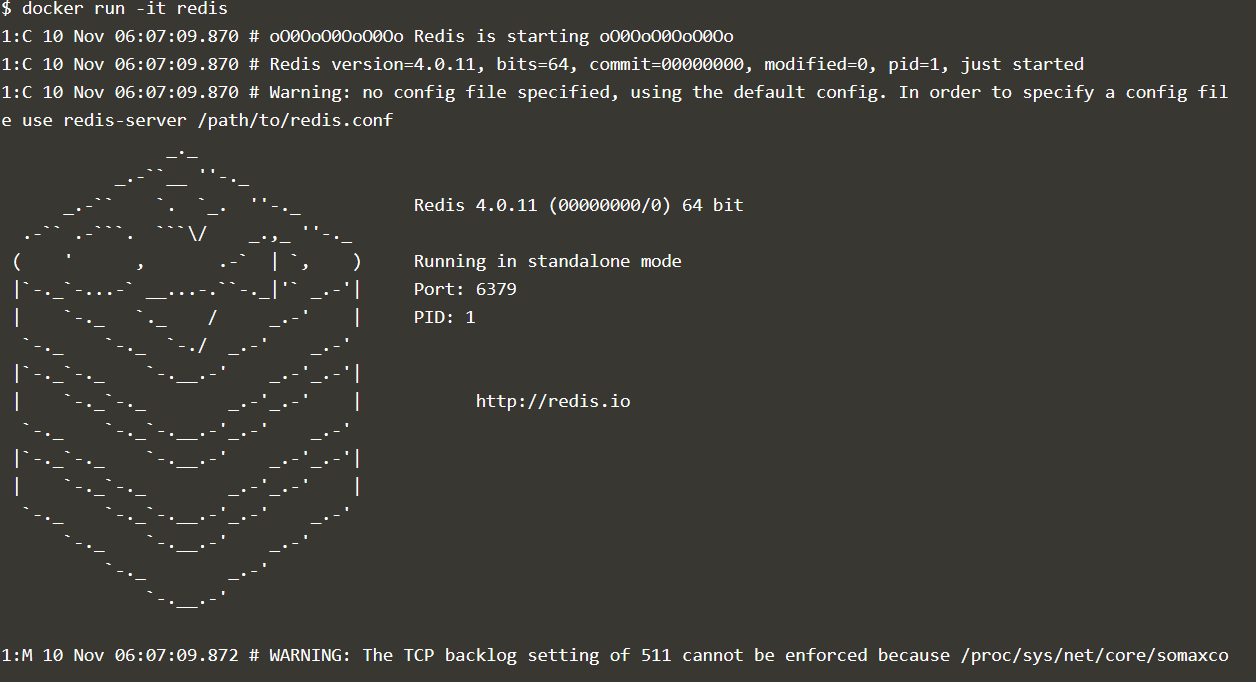 $ docker run -it redis
1:C 10 Nov 06:07:09.870 # oO0OoO0OoO0Oo Redis is starting oO0OoO0OoO0Oo
1:C 10 Nov 06:07:09.870 # Redis version=4.0.11, bits=64, commit=00000000, modified=0, pid=1, just started
1:C 10 Nov 06:07:09.870 # Warning: no config file specified, using the default config. In order to specify a config fil
e use redis-server /path/to/redis.conf
Redis 4.0.11 (00000000/0) 64 bit
Running in standalone mode
Port: 6379
PID: 1
http://redis.io
1:M 10 Nov 06:07:09.872 # WARNING: The TCP backlog setting of 511 cannot be enforced because /proc/sys/net/core/somaxco